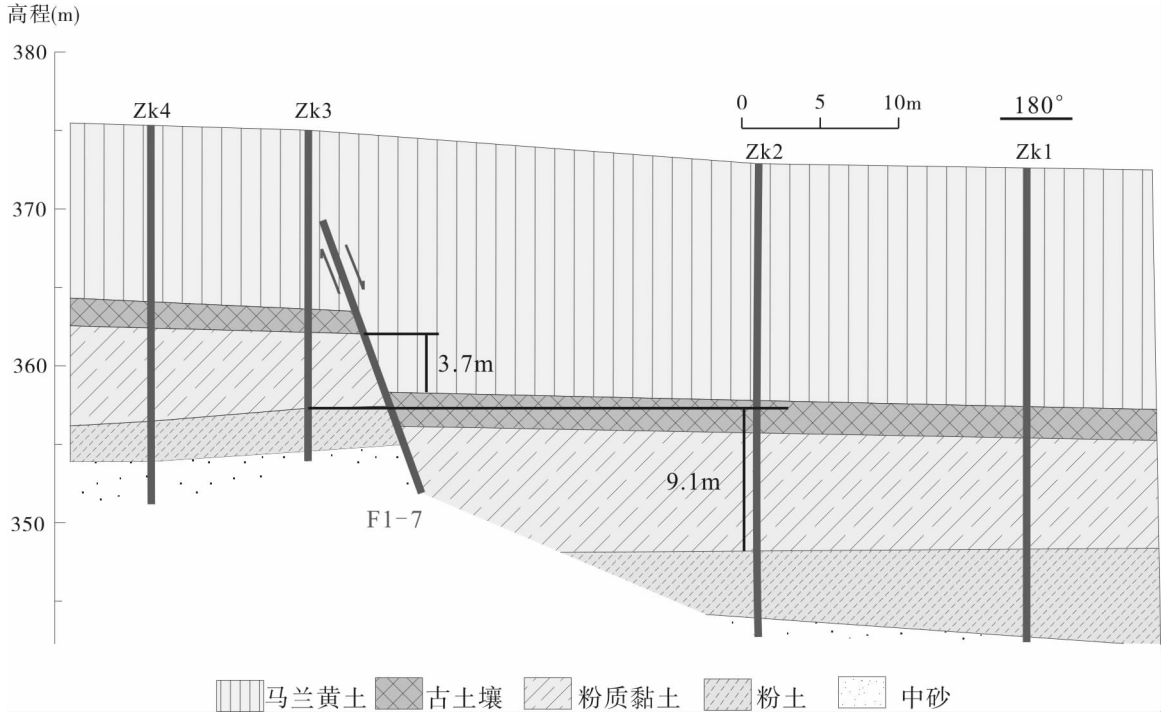 高程(m)
380
370
360
350
Zk4
Zk3
Zk2
Zk1
0 5 10m
180°
3.7m
9.1m
F1-7
马兰黄土 古土壤 粉质黏土 粉土 中砂